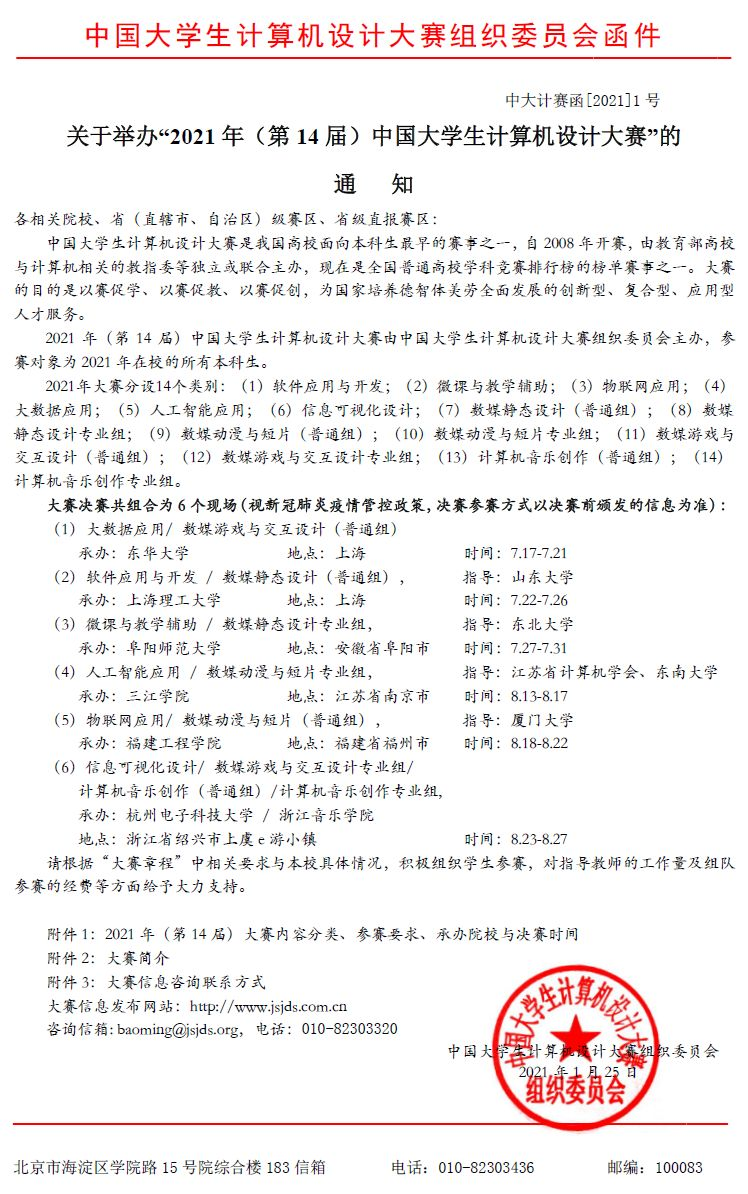 中国大学生计算机设计大赛组织委员会函件
中大计赛函[2021]1 号
关于举办“2021 年（第 14 届）中国大学生计算机设计大赛”的
通 知
各相关院校、省（直辖市、自治区）级赛区、省级直报赛区：
中国大学生计算机设计大赛是我国高校面向本科生最早的赛事之一，自 2008 年开赛，由教育部高校
与计算机相关的教指委等独立或联合主办，现在是全国普通高校学科竞赛排行榜的榜单赛事之一。大赛
的目的是以赛促学、以赛促教、以赛促创，为国家培养德智体美劳全面发展的创新型、复合型、应用型
人才服务。
2021 年（第 14 届）中国大学生计算机设计大赛由中国大学生计算机设计大赛组织委员会主办，参
赛对象为 2021 年在校的所有本科生。
2021年大赛分设14个类别：（1）软件应用与开发；（2）微课与教学辅助；（3）物联网应用；（4）
大数据应用；（5）人工智能应用；（6）信息可视化设计；（7）数媒静态设计（普通组）；（8）数媒
静态设计专业组；（9）数媒动漫与短片（普通组）；（10）数媒动漫与短片专业组；（11）数媒游戏与
交互设计（普通组）；（12）数媒游戏与交互设计专业组；（13）计算机音乐创作（普通组）；（14）
计算机音乐创作专业组。
大赛决赛共组合为 6 个现场（视新冠肺炎疫情管控政策，决赛参赛方式以决赛前颁发的信息为准）：
（1）大数据应用/ 数媒游戏与交互设计（普通组）
承办：东华大学 地点：上海 时间：7.17-7.21
（2）软件应用与开发 / 数媒静态设计（普通组）， 指导：山东大学
承办：上海理工大学 地点：上海 时间：7.22-7.26
（3）微课与教学辅助 / 数媒静态设计专业组， 指导：东北大学
承办：阜阳师范大学 地点：安徽省阜阳市 时间：7.27-7.31
（4）人工智能应用 / 数媒动漫与短片专业组， 指导：江苏省计算机学会、东南大学
承办：三江学院 地点：江苏省南京市 时间：8.13-8.17
（5）物联网应用/ 数媒动漫与短片（普通组）， 指导：厦门大学
承办：福建工程学院 地点：福建省福州市 时间：8.18-8.22
（6）信息可视化设计/ 数媒游戏与交互设计专业组/
计算机音乐创作（普通组）/计算机音乐创作专业组，
承办：杭州电子科技大学 / 浙江音乐学院
地点：浙江省绍兴市上虞 e 游小镇 时间：8.23-8.27
请根据“大赛章程”中相关要求与本校具体情况，积极组织学生参赛，对指导教师的工作量及组队
参赛的经费等方面给予大力支持。
附件 1：2021 年（第 14 届）大赛内容分类、参赛要求、承办院校与决赛时间
附件 2：大赛简介
附件 3：大赛信息咨询联系方式
大赛信息发布网站：http://www.jsjds.com.cn
咨询信箱：baoming@jsjds.org，电话：010-82303320
中国大学生计算机设计大赛组织委员会
2021 年 1 月 25 日
中国大学生计算机设计大赛
组织委员会
北京市海淀区学院路 15 号院综合楼 183 信箱 电话：010-82303436 邮编：100083